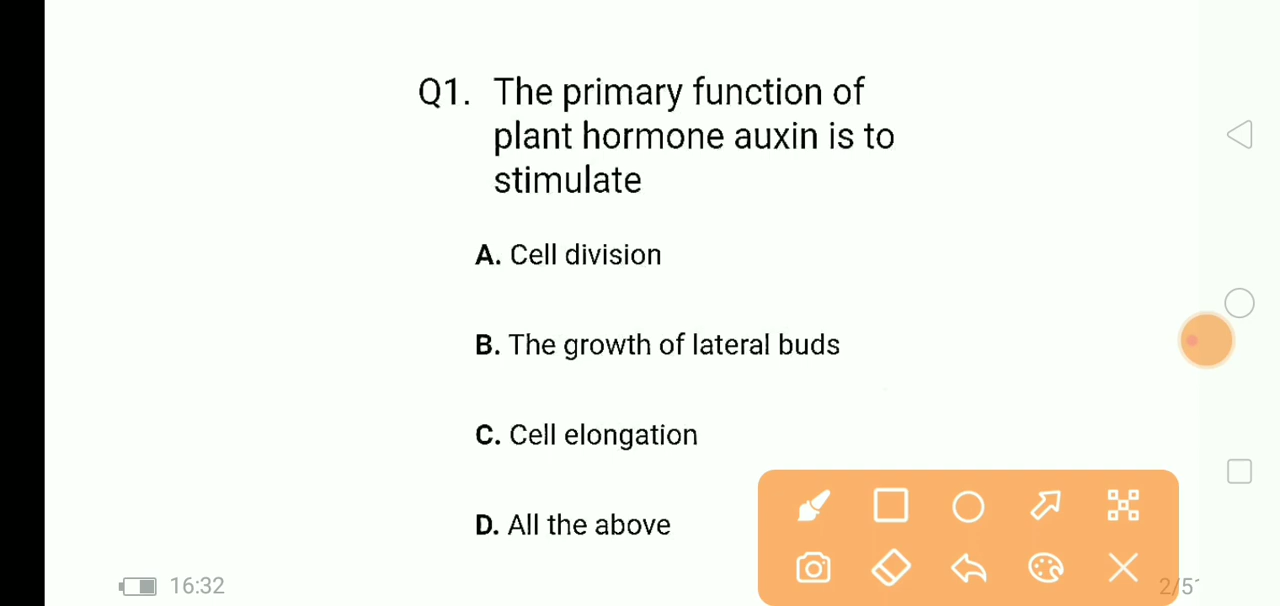 Q1. The primary function of
plant hormone auxin is to
stimulate
A. Cell division
B. The growth of lateral buds
C. Cell elongation
D. All the above
16:32